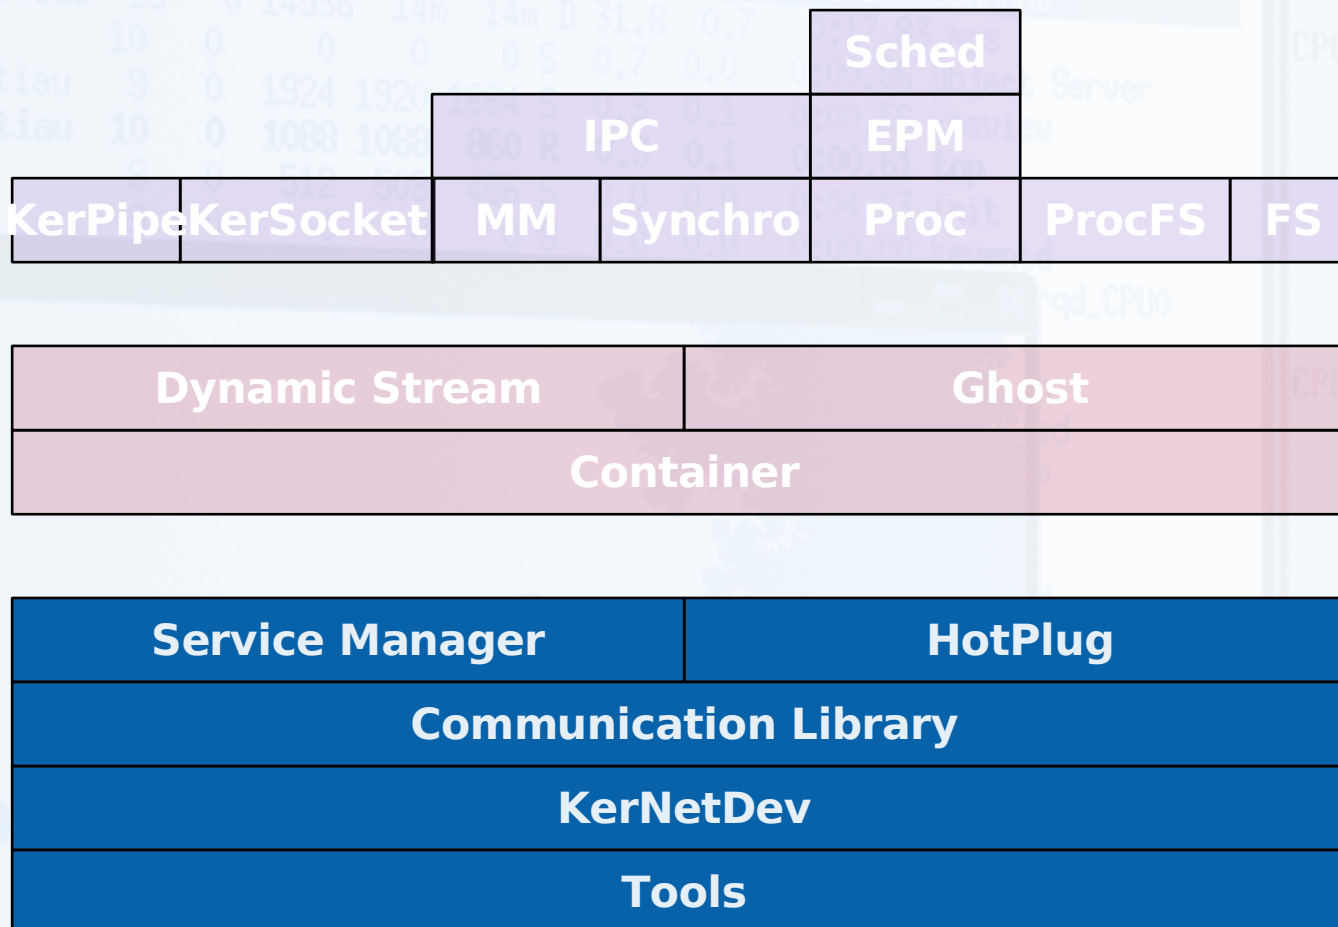 Sched
IPC EPM
KerPipe KerSocket MM Synchro Proc ProcFS FS
Dynamic Stream Ghost
Container
Service Manager HotPlug
Communication Library
KerNetDev
Tools